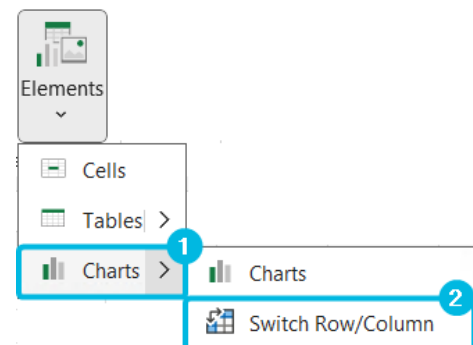 Elements
Cells
Tables
1
Charts
Charts
2
Switch Row/Column